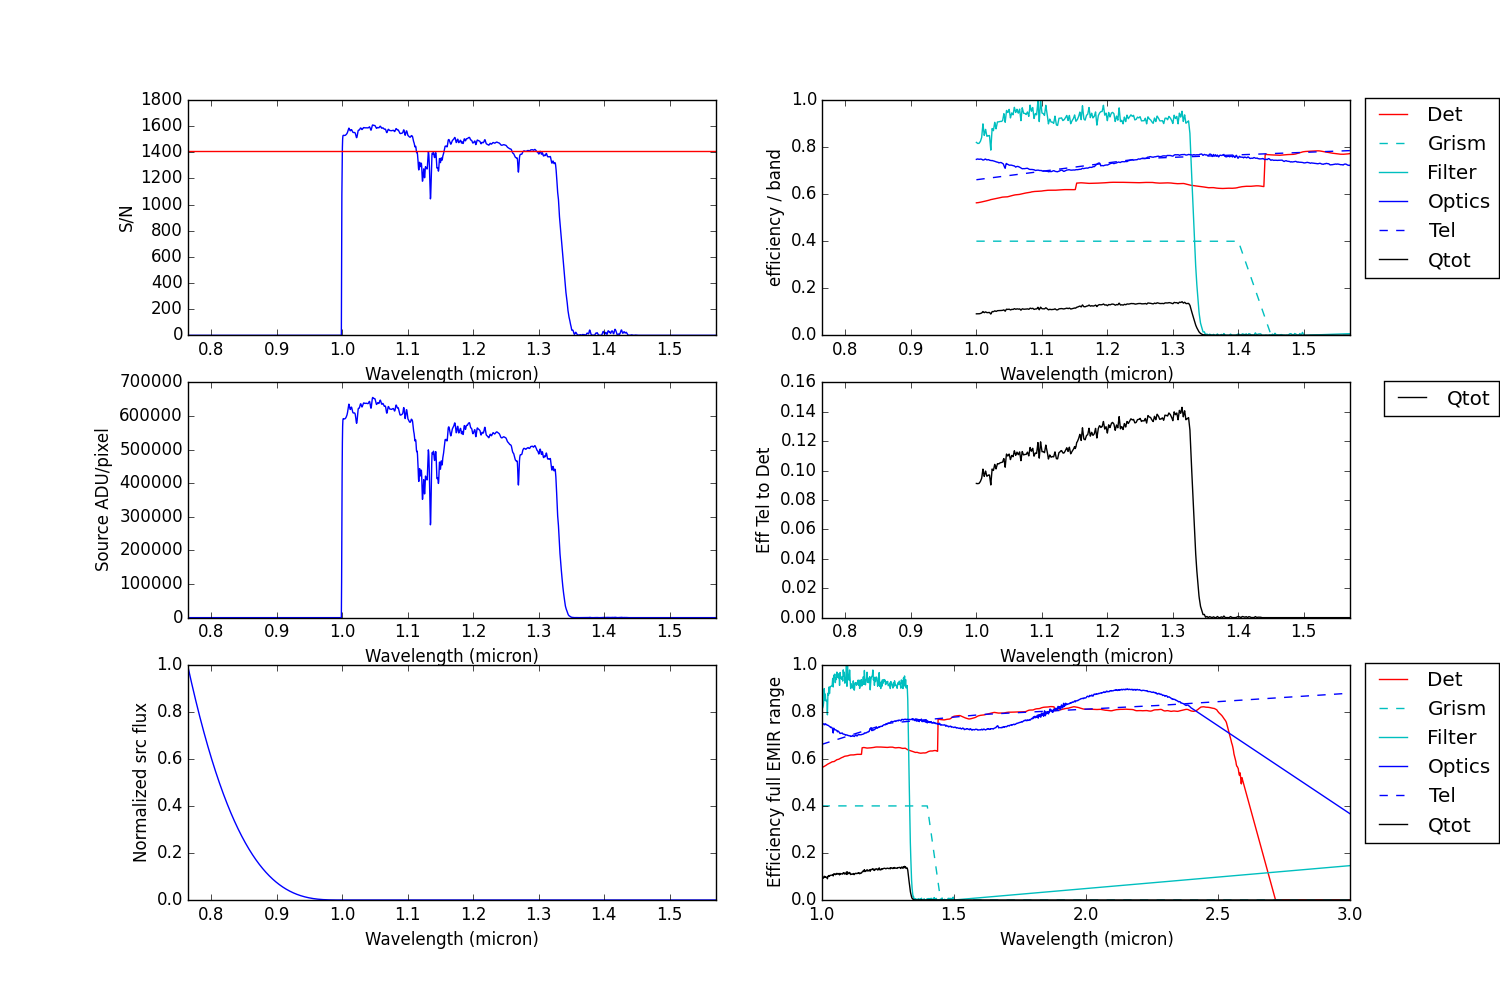 1800
1600
1400
1200
1000
800
600
400
200
0
S/N
0.8 0.9 1.0 1.1 1.2 1.3 1.4 1.5
Wavelength (micron)
1.0
0.8
0.6
0.4
0.2
0.0
efficiency / band
0.8 0.9 1.0 1.1 1.2 1.3 1.4 1.5
Wavelength (micron)
Det
Grism
Filter
Optics
Tel
Qtot
700000
600000
500000
400000
300000
200000
100000
0
Source ADU/pixel
0.8 0.9 1.0 1.1 1.2 1.3 1.4 1.5
Wavelength (micron)
0.16
0.14
0.12
0.10
0.08
0.06
0.04
0.02
0.00
Eff Tel to Det
0.8 0.9 1.0 1.1 1.2 1.3 1.4 1.5
Wavelength (micron)
Qtot
1.0
0.8
0.6
0.4
0.2
0.0
Normalized src flux
0.8 0.9 1.0 1.1 1.2 1.3 1.4 1.5
Wavelength (micron)
1.0
0.8
0.6
0.4
0.2
0.0
Efficiency full EMIR range
1.0 1.5 2.0 2.5 3.0
Wavelength (micron)
Det
Grism
Filter
Optics
Tel
Qtot